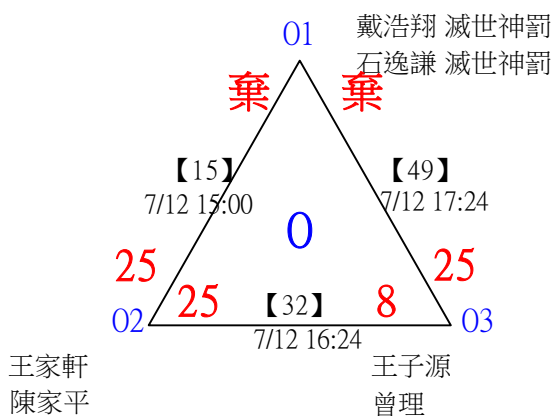 01
戴浩翔 滅世神罰
石逸謙 滅世神罰
棄 棄
【15】
7/12 15:00
【49】
7/12 17:24
0
25 25
25 8
02 03
【32】
7/12 16:24
王家軒
陳家平
王子源
曾理